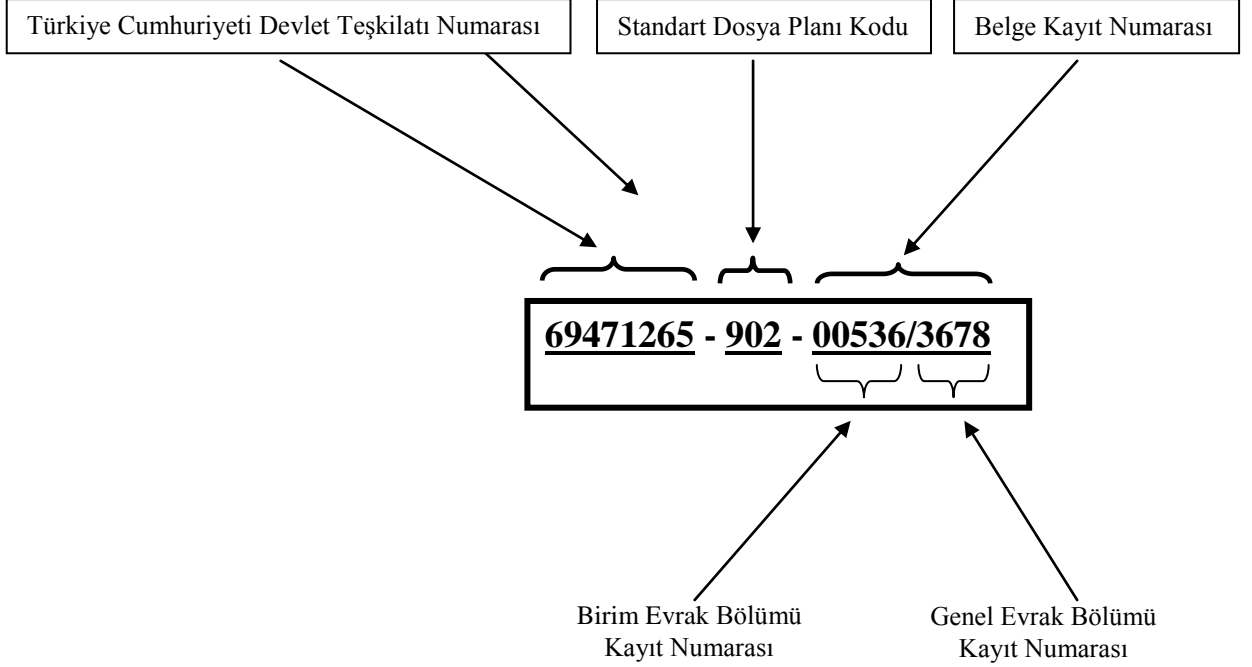 Türkiye Cumhuriyeti Devlet Teşkilatı Numarası
Standart Dosya Planı Kodu
Belge Kayıt Numarası
69471265 - 902 - 00536/3678
Birim Evrak Bölümü
Kayıt Numarası
Genel Evrak Bölümü
Kayıt Numarası